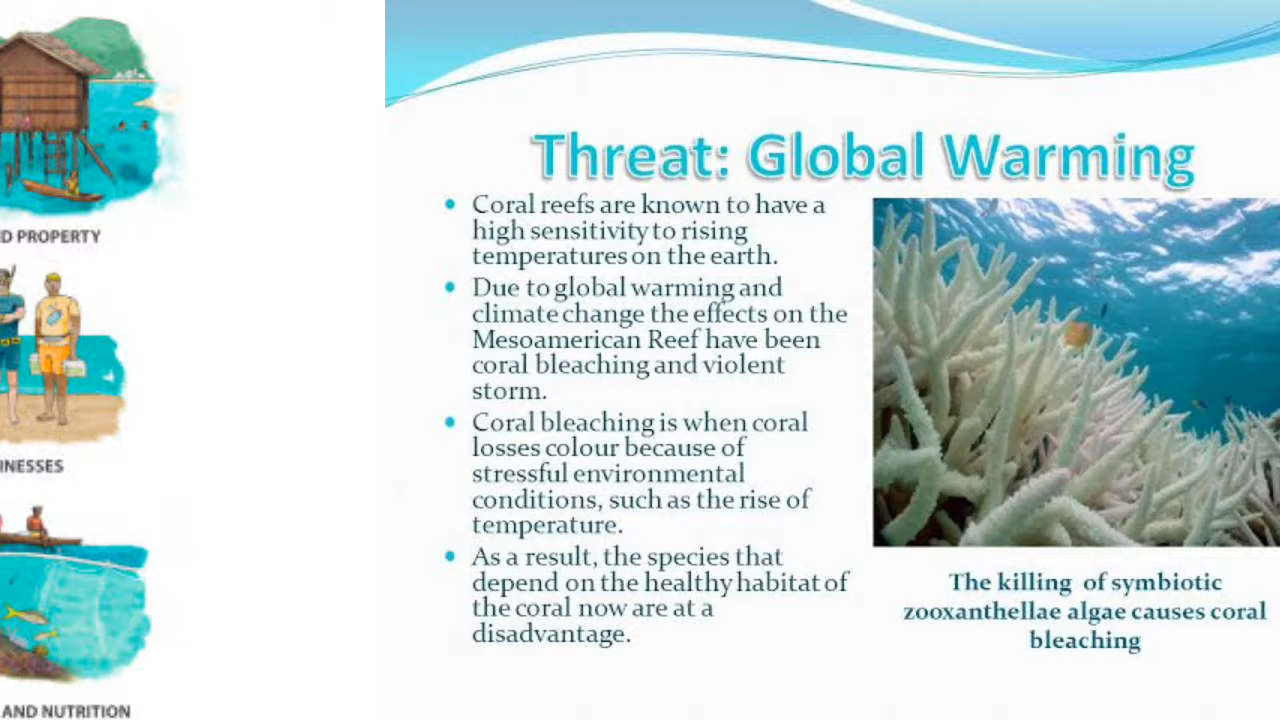 D PROPERTY
INESSES
AND NUTRITION
Threat: Global Warming
• Coral reefs are known to have a
high sensitivity to rising
temperatures on the earth.
• Due to global warming and
climate change the effects on the
Mesoamerican Reef have been
coral bleaching and violent
storm.
• Coral bleaching is when coral
losses colour because of
stressful environmental
conditions, such as the rise of
temperature.
• As a result, the species that
depend on the healthy habitat of
the coral now are at a
disadvantage.
The killing of symbiotic
zooxanthellae algae causes coral
bleaching